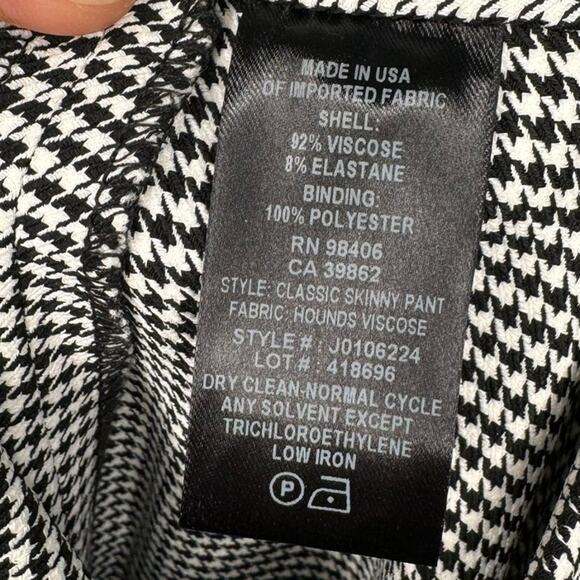 MADE IN USA
OF IMPORTED FABRIC
SHELL:
92% VISCOSE
8% ELASTANE
BINDING:
100% POLYESTER
RN 98406
CA 39862
STYLE: CLASSIC SKINNY PANT
FABRIC: HOUNDS VISCOSE
STYLE # : J0106224
LOT # : 418696
DRY CLEAN-NORMAL CYCLE
ANY SOLVENT EXCEPT
TRICHLOROETHYLENE
LOW IRON
P